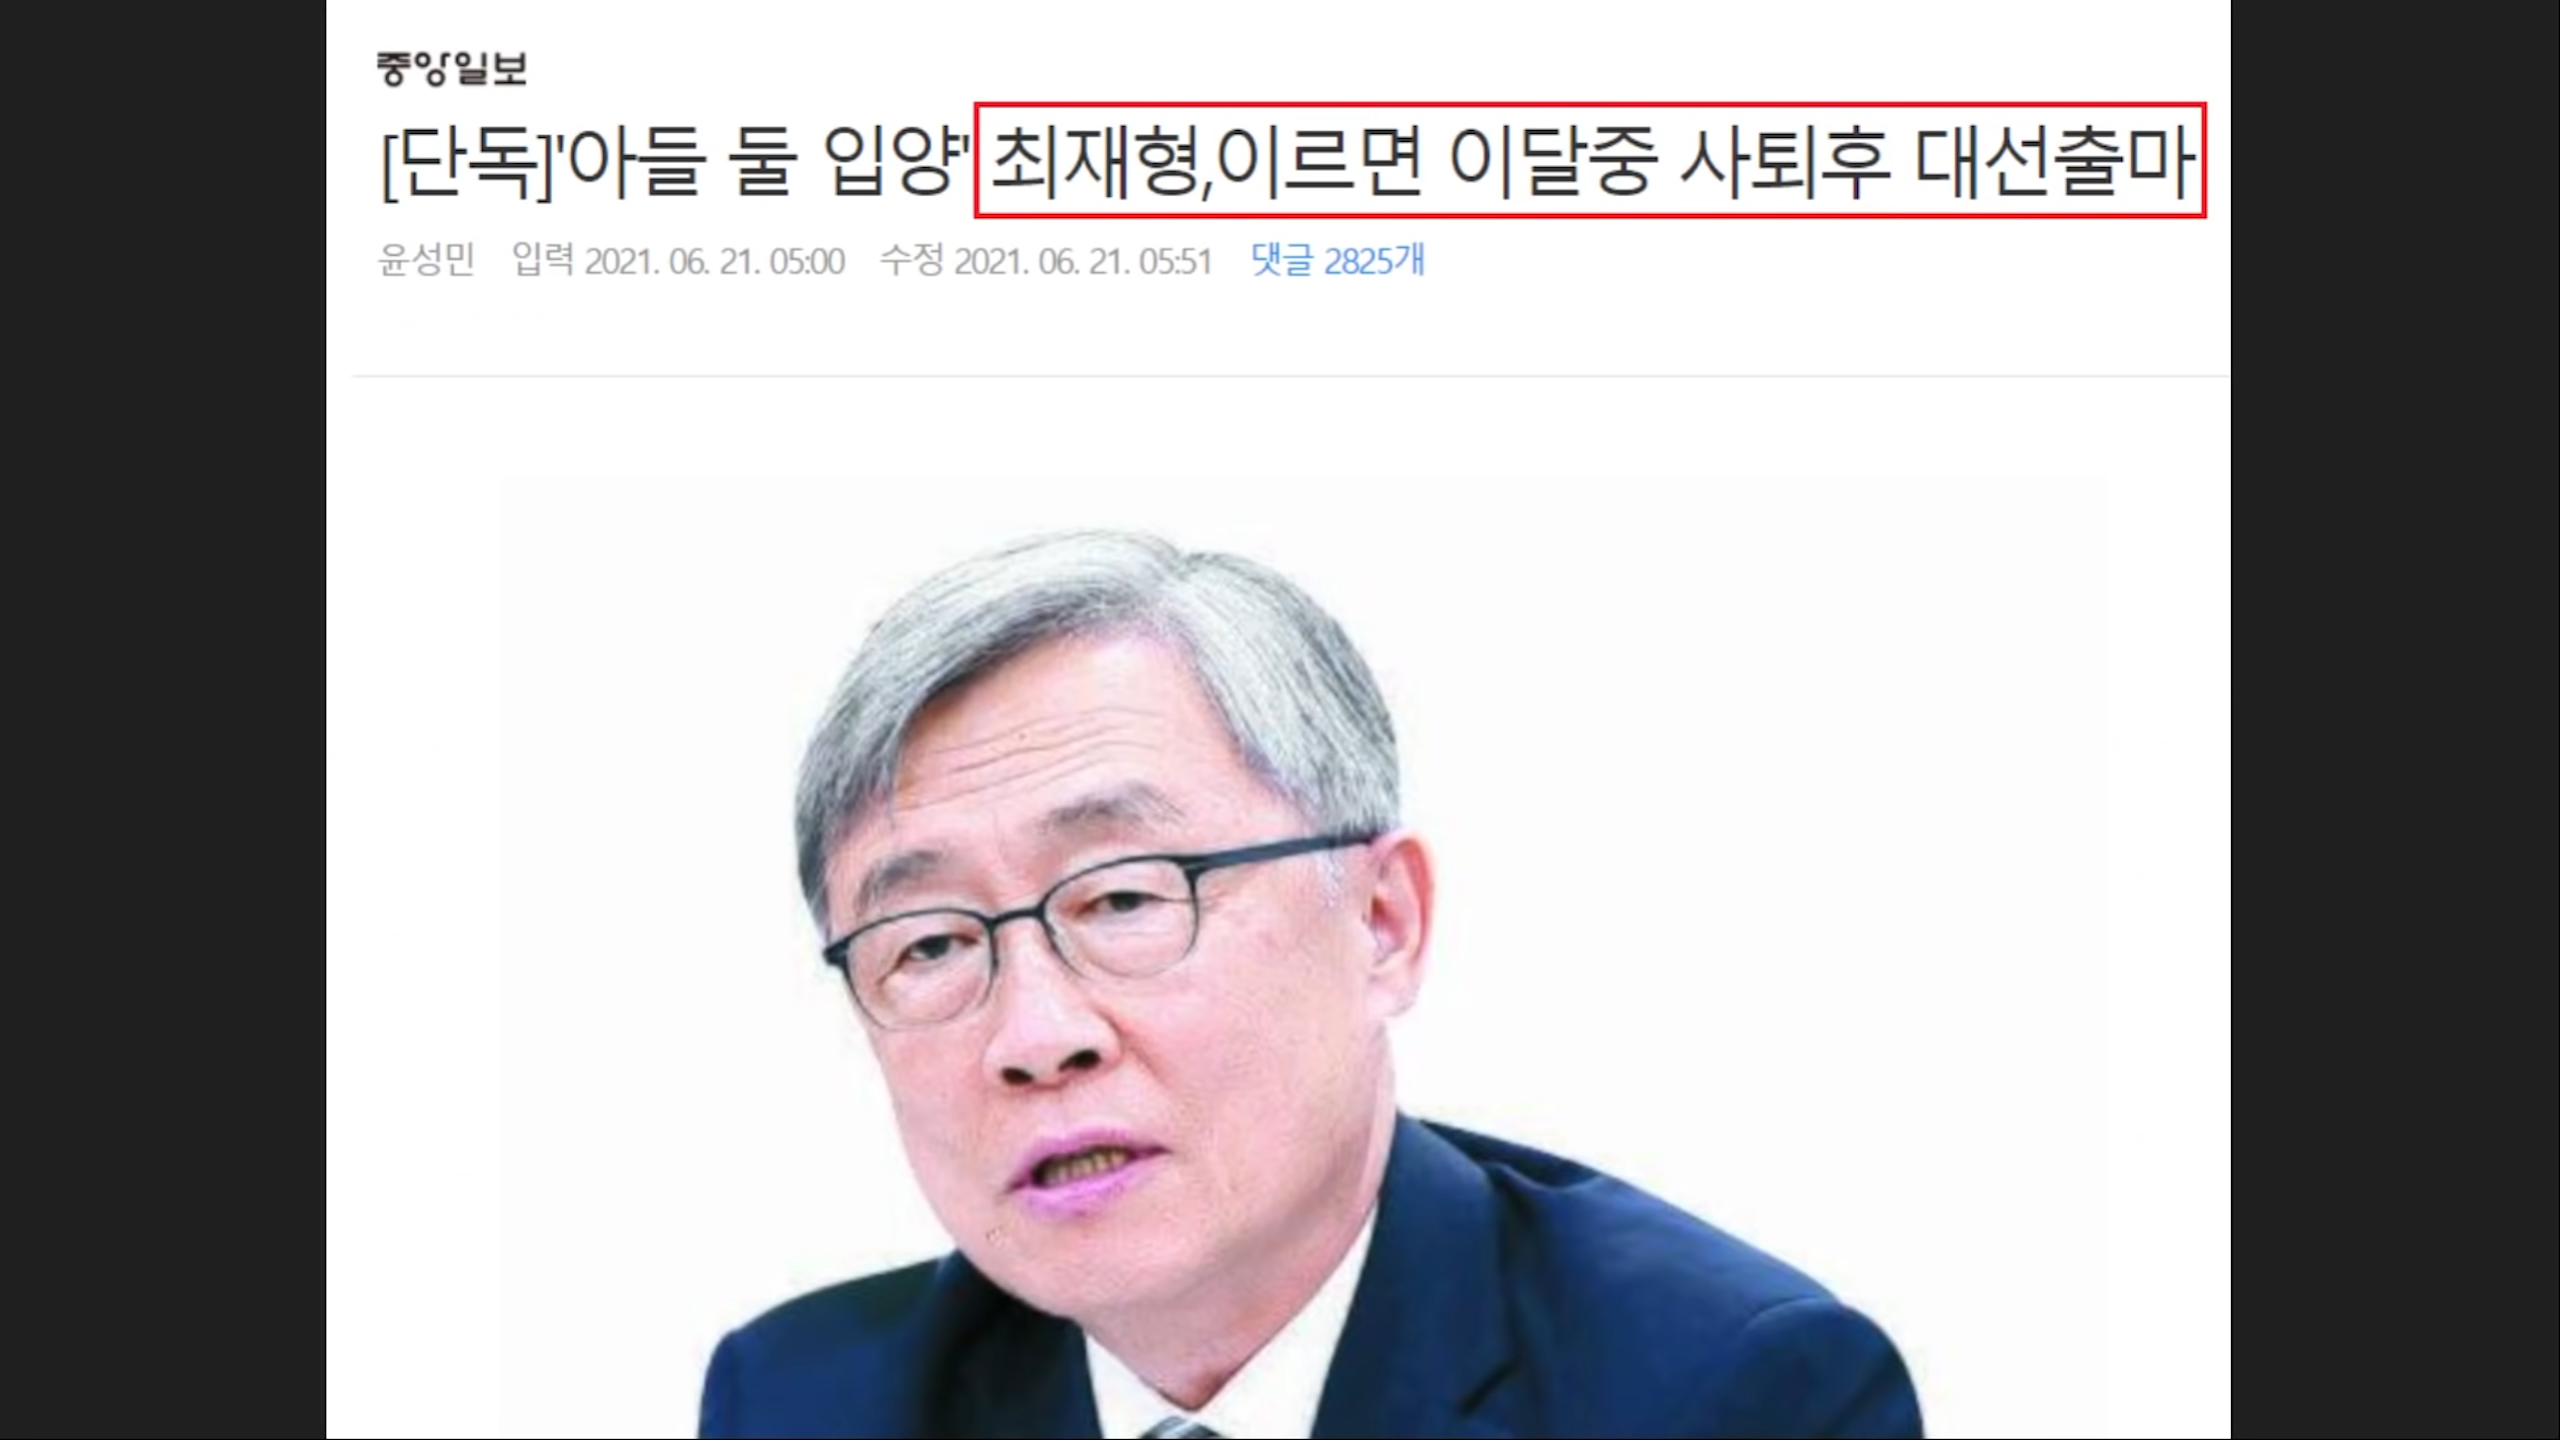 중앙일보
[단독]'아들 둘 입양' 최재형,이르면 이달중 사퇴후 대선출마
윤성민 입력 2021. 06. 21. 05:00 수정 2021. 06. 21. 05:51 댓글 2825개